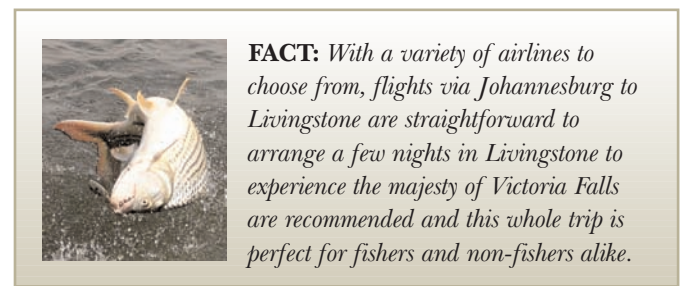 FACT: With a variety of airlines to
choose from, flights via Johannesburg to
Livingstone are straightforward to
arrange a few nights in Livingstone to
experience the majesty of Victoria Falls
are recommended and this whole trip is
perfect for fishers and non-fishers alike.